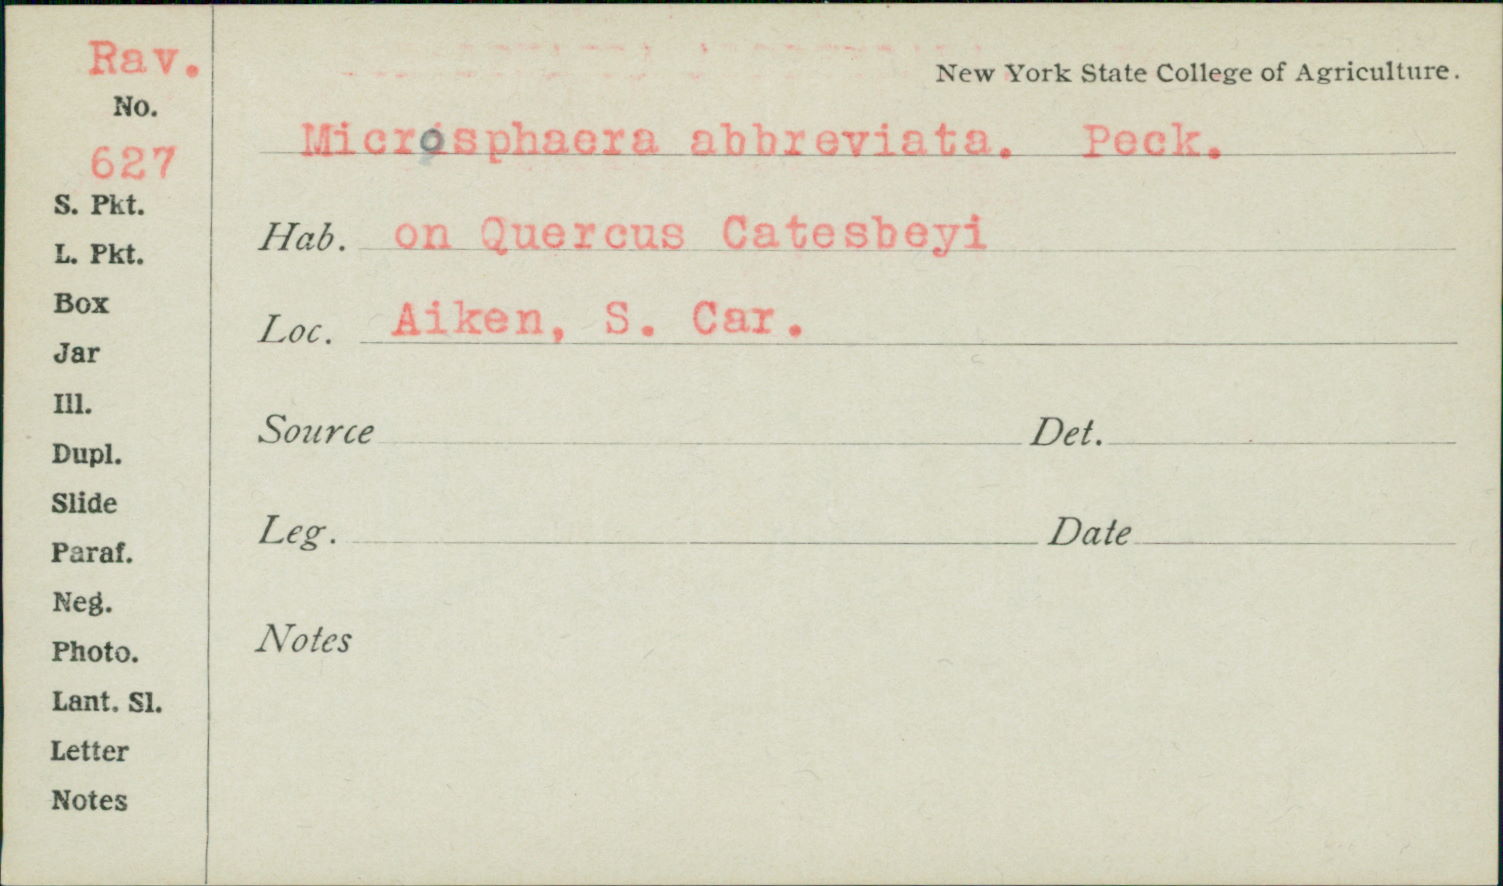 Rav.
No.
627
S. Pkt.
L. Pkt.
Box
Jar
Ill.
Dupl.
Slide
Paraf.
Neg.
Photo.
Lant. Sl.
Letter
Notes
New York State College of Agriculture.
Microsphaera abbreviata. Peck.
Hab. on Quercus Catesbeyi
Loc. Aiken, S. Car.
Source Det.
Leg. Date
Notes